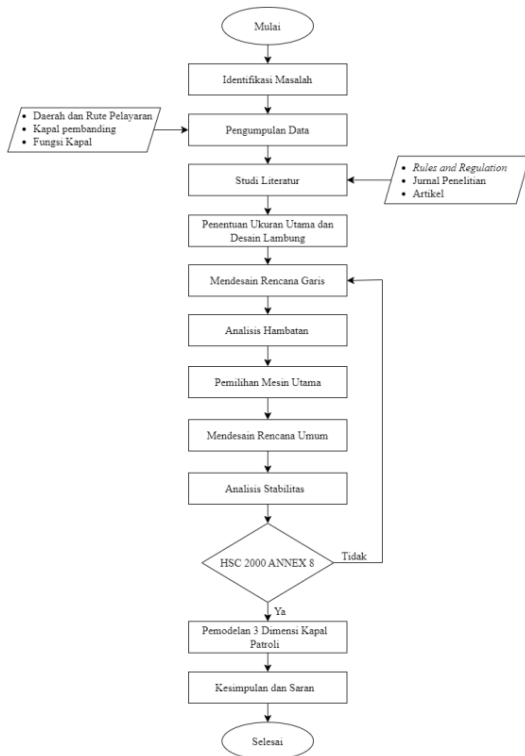 Mulai
Identifikasi Masalah
• Daerah dan Rute Pelayaran
• Kapal pembanding
• Fungsi Kapal
Pengumpulan Data
Studi Literatur
• Rules and Regulation
• Jurnal Penelitian
• Artikel
Penentuan Ukuran Utama dan
Desain Lambung
Mendesain Rencana Garis
Analisis Hambatan
Pemilihan Mesin Utama
Mendesain Rencana Umum
Analisis Stabilitas
HSC 2000 ANNEX 8
Tidak
Ya
Pemodelan 3 Dimensi Kapal
Patroli
Kesimpulan dan Saran
Selesai